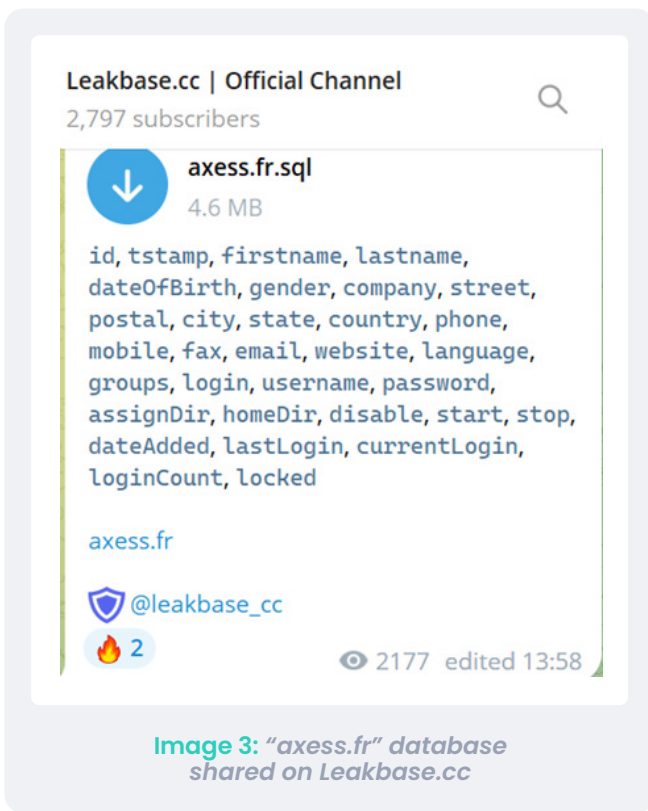 Leakbase.cc | Official Channel
2,797 subscribers
axess.fr.sql
4.6 MB
id, tstamp, firstname, lastname,
dateOfBirth, gender, company, street,
postal, city, state, country, phone,
mobile, fax, email, website, language,
groups, login, username, password,
assignDir, homeDir, disable, start, stop,
dateAdded, lastLogin, currentLogin,
loginCount, locked
axess.fr
@leakbase_cc
🔥 2
2177 edited 13:58
Image 3: “axess.fr” database
shared on Leakbase.cc